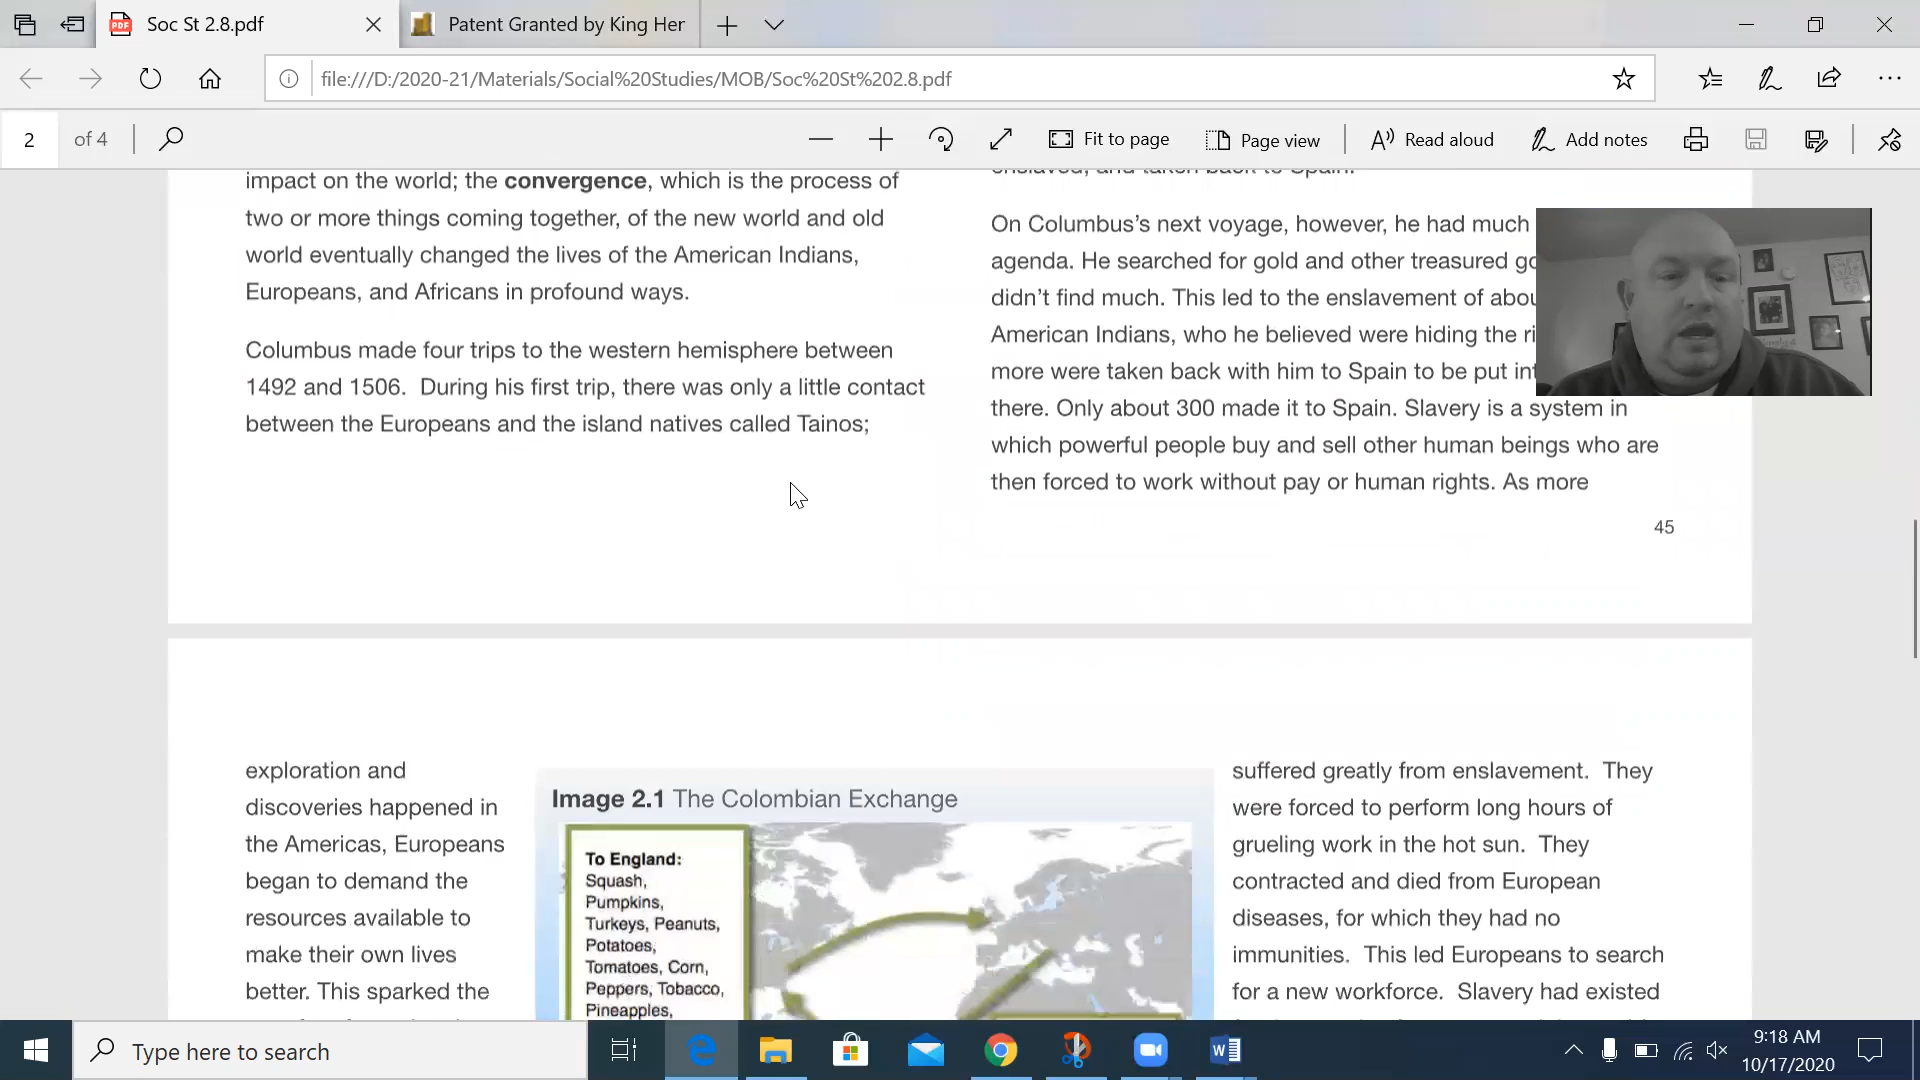 Soc St 2.8.pdf
Patent Granted by King Her
file:///D:/2020-21/Materials/Social%20Studies/MOB/Soc%20St%202.8.pdf
2 of 4
Fit to page
Page view
Read aloud
Add notes
impact on the world; the convergence, which is the process of
two or more things coming together, of the new world and old
world eventually changed the lives of the American Indians,
Europeans, and Africans in profound ways.
Columbus made four trips to the western hemisphere between
1492 and 1506. During his first trip, there was only a little contact
between the Europeans and the island natives called Tainos;
enslaved, and taken back to Spain.
On Columbus's next voyage, however, he had much
agenda. He searched for gold and other treasured
didn't find much. This led to the enslavement of
American Indians, who he believed were hiding the
more were taken back with him to Spain to be put
there. Only about 300 made it to Spain. Slavery is a system in
which powerful people buy and sell other human beings who are
then forced to work without pay or human rights. As more
45
exploration and
discoveries happened in
the Americas, Europeans
began to demand the
resources available to
make their own lives
better. This sparked the
Image 2.1 The Colombian Exchange
To England:
Squash,
Pumpkins,
Turkeys, Peanuts,
Potatoes,
Tomatoes, Corn,
Peppers, Tobacco,
Pineapples,
suffered greatly from enslavement. They
were forced to perform long hours of
grueling work in the hot sun. They
contracted and died from European
diseases, for which they had no
immunities. This led Europeans to search
for a new workforce. Slavery had existed
Type here to search
9:18 AM
10/17/2020